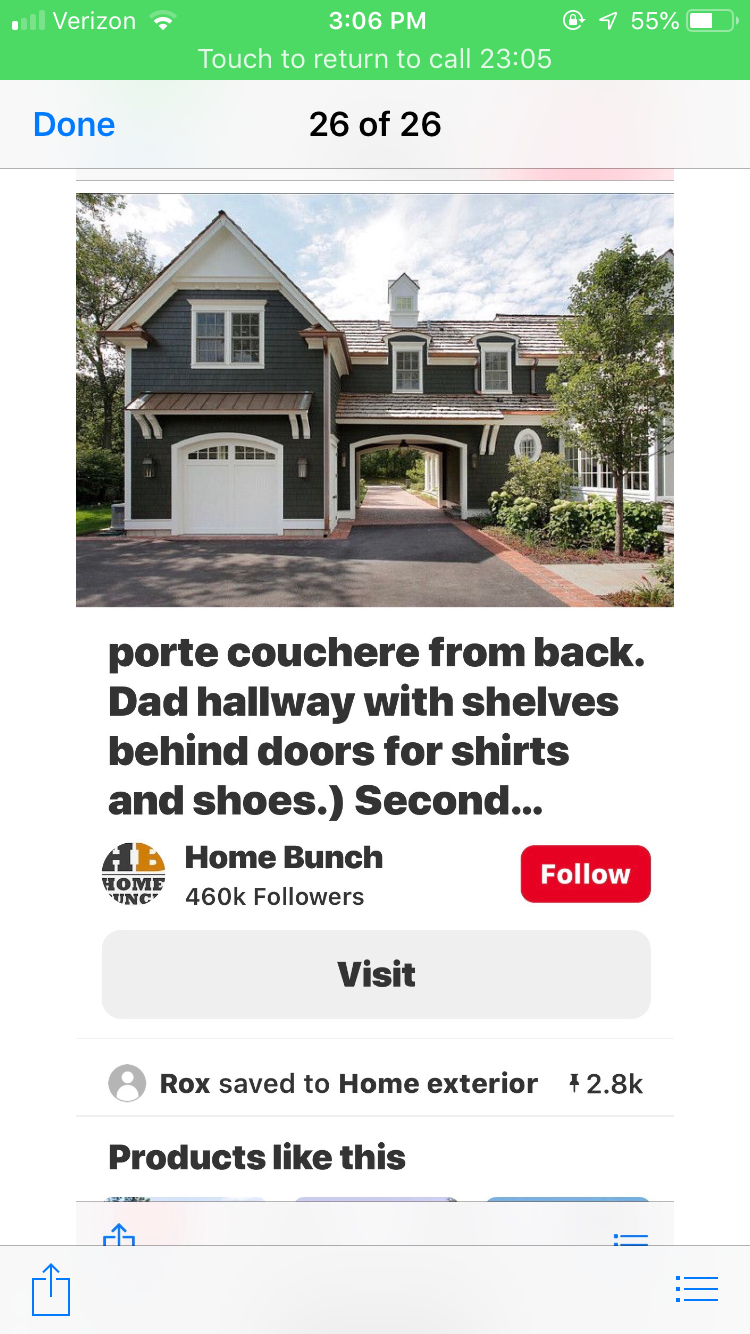 Verizon 3:06 PM 55%
Touch to return to call 23:05
Done 26 of 26
porte couchere from back.
Dad hallway with shelves
behind doors for shirts
and shoes.) Second...
HB
HOME
Home Bunch
460k Followers
Follow
Visit
Rox saved to Home exterior 2.8k
Products like this